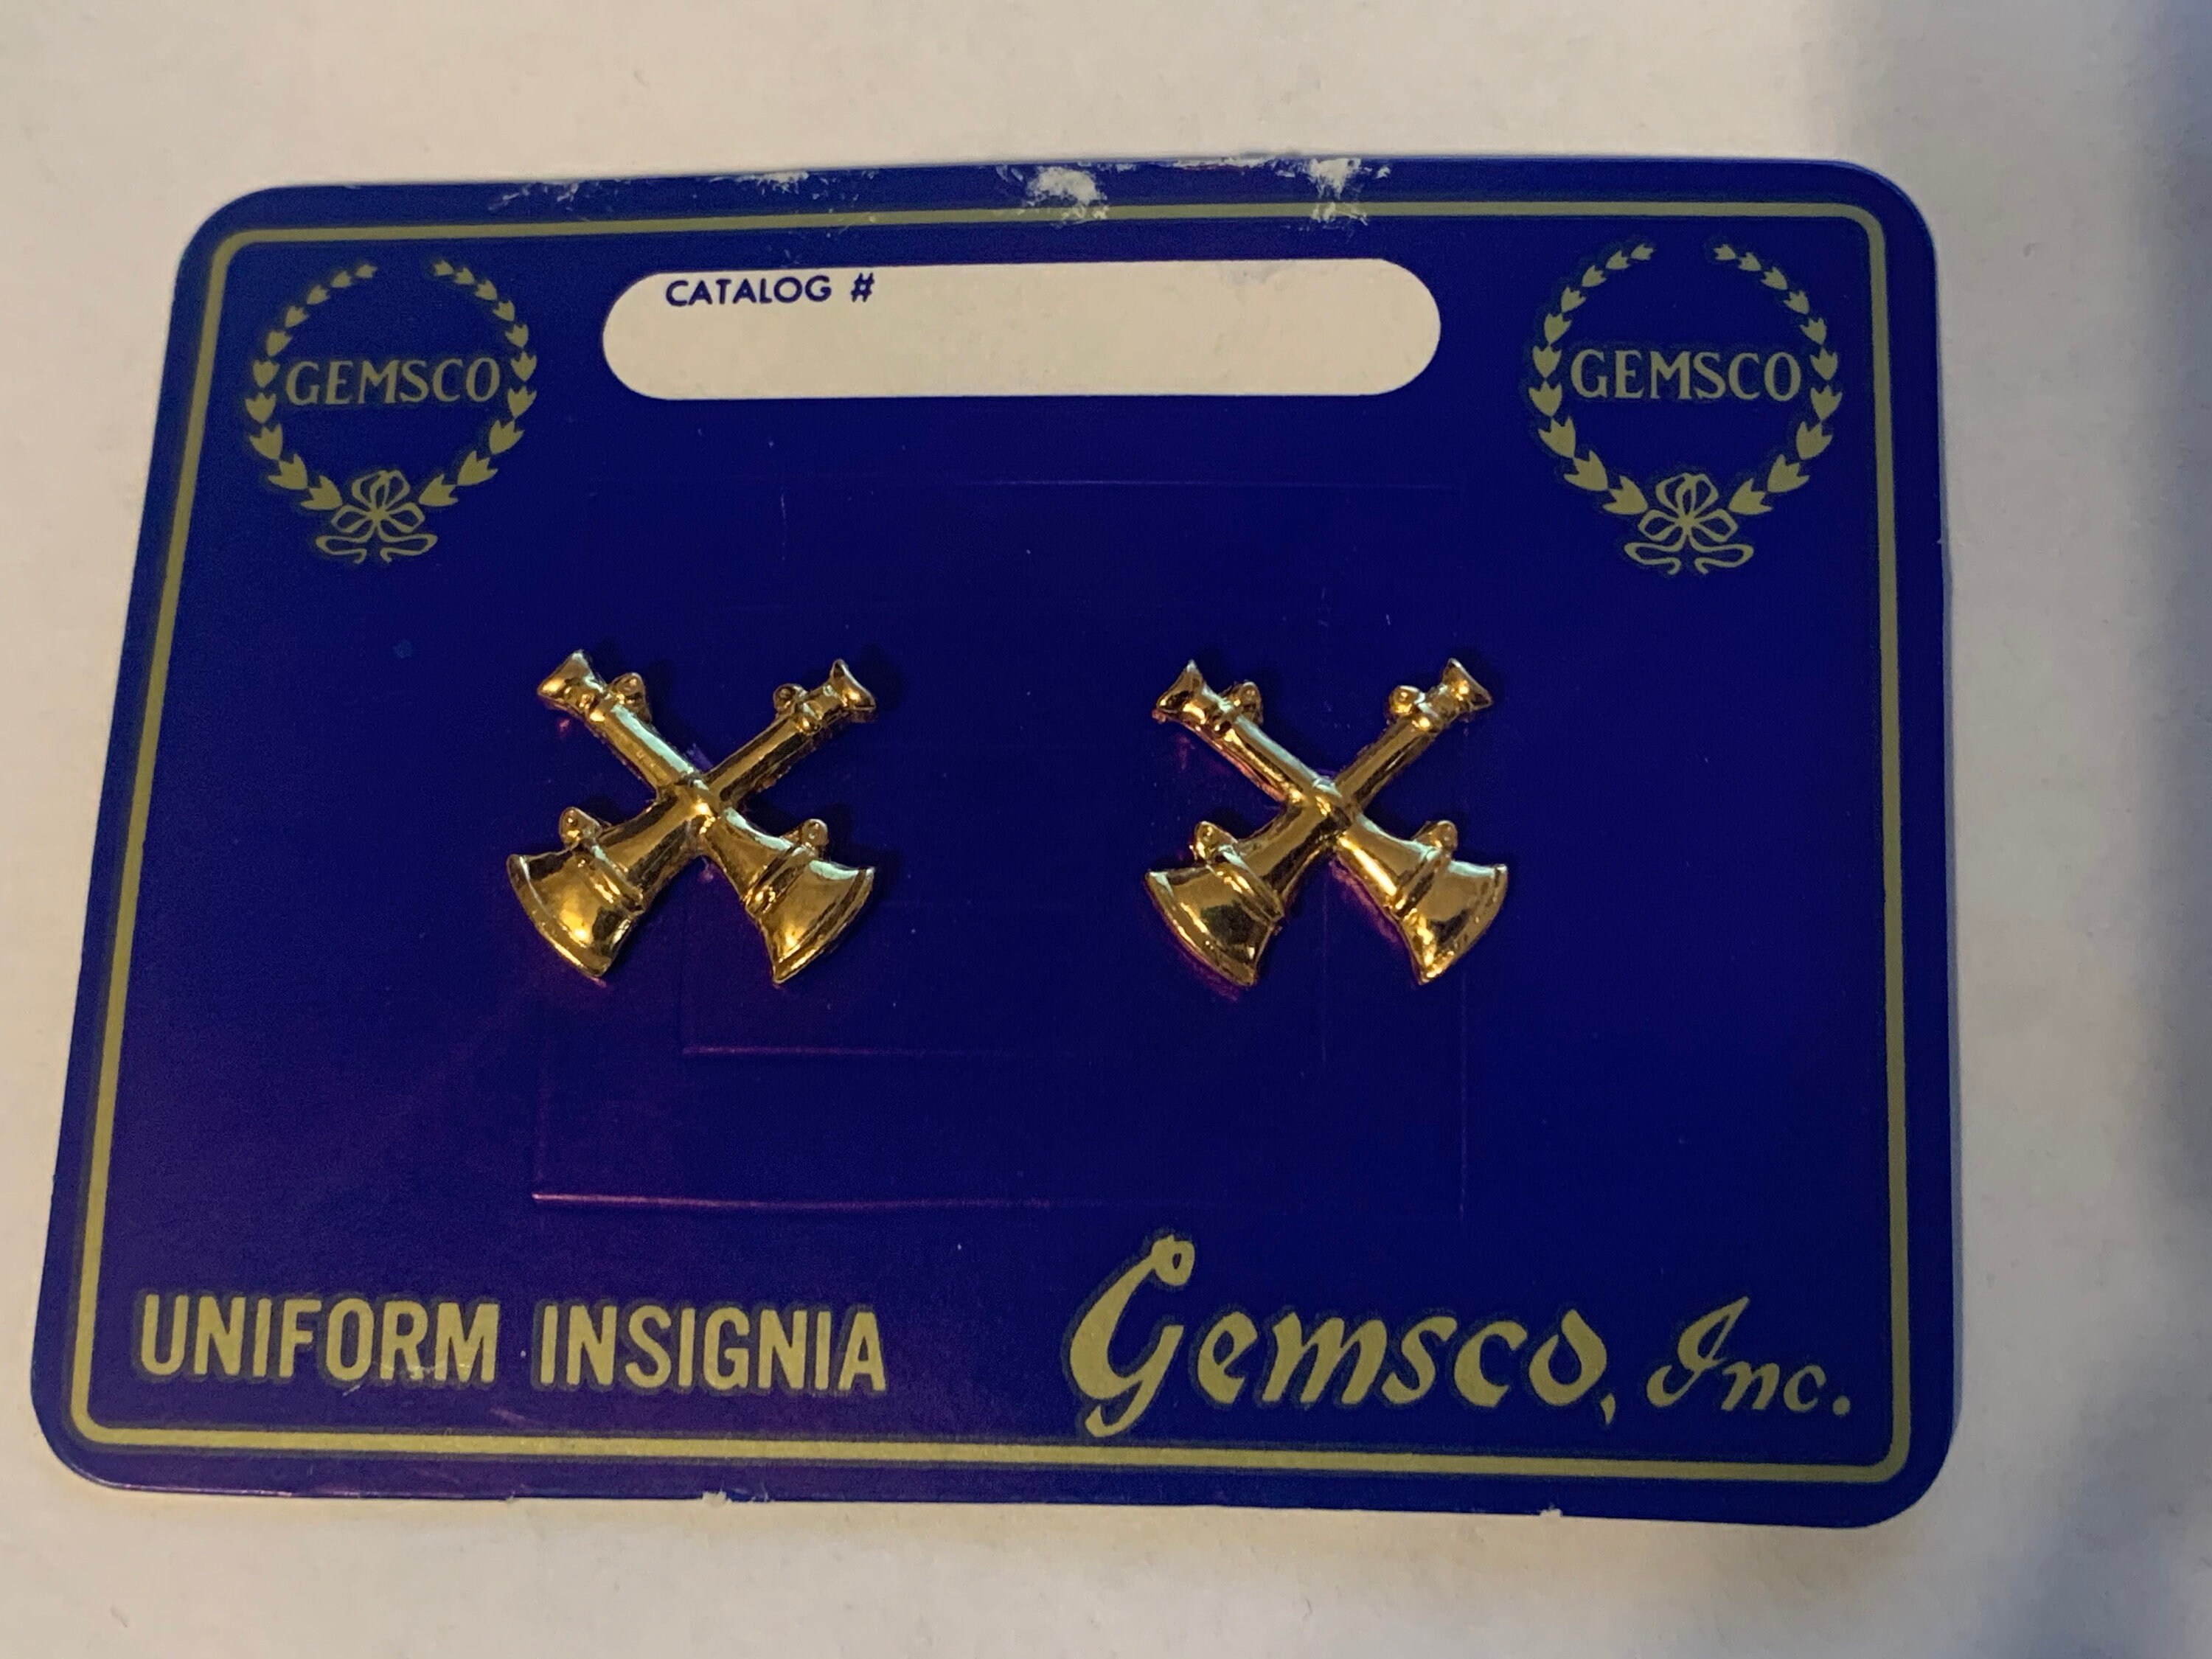 CATALOG #
GEMSCO
GEMSCO
UNIFORM INSIGNIA
Gemsco, Inc.